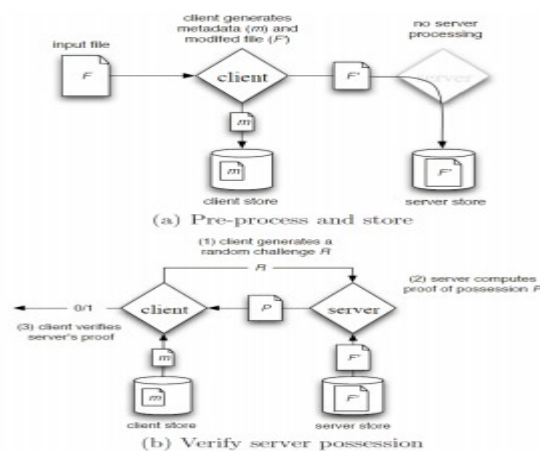 client generates
metadata (m) and
modifed file (F')
no server
processing
input file
F
client
F'
server
m
m
client store
F'
server store
(a) Pre-process and store
(1) client generates a
random challenge R
R
(2) server computes
proof of possession P
0/1
client
P
server
(3) client verifies
server's proof
m
F'
m
F'
client store
server store
(b) Verify server possession